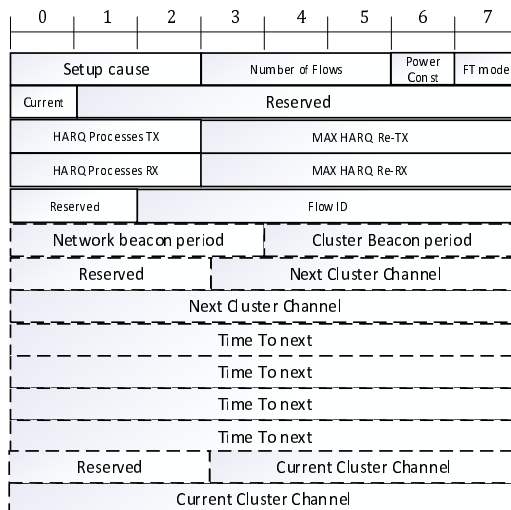 0 1 2 3 4 5 6 7
Setup cause Number of Flows Power Const FT mode
Current Reserved
HARQ Processes TX MAX HARQ Re-TX
HARQ Processes RX MAX HARQ Re-RX
Reserved Flow ID
Network beacon period Cluster Beacon period
Reserved Next Cluster Channel
Next Cluster Channel
Time To next
Time To next
Time To next
Time To next
Reserved Current Cluster Channel
Current Cluster Channel